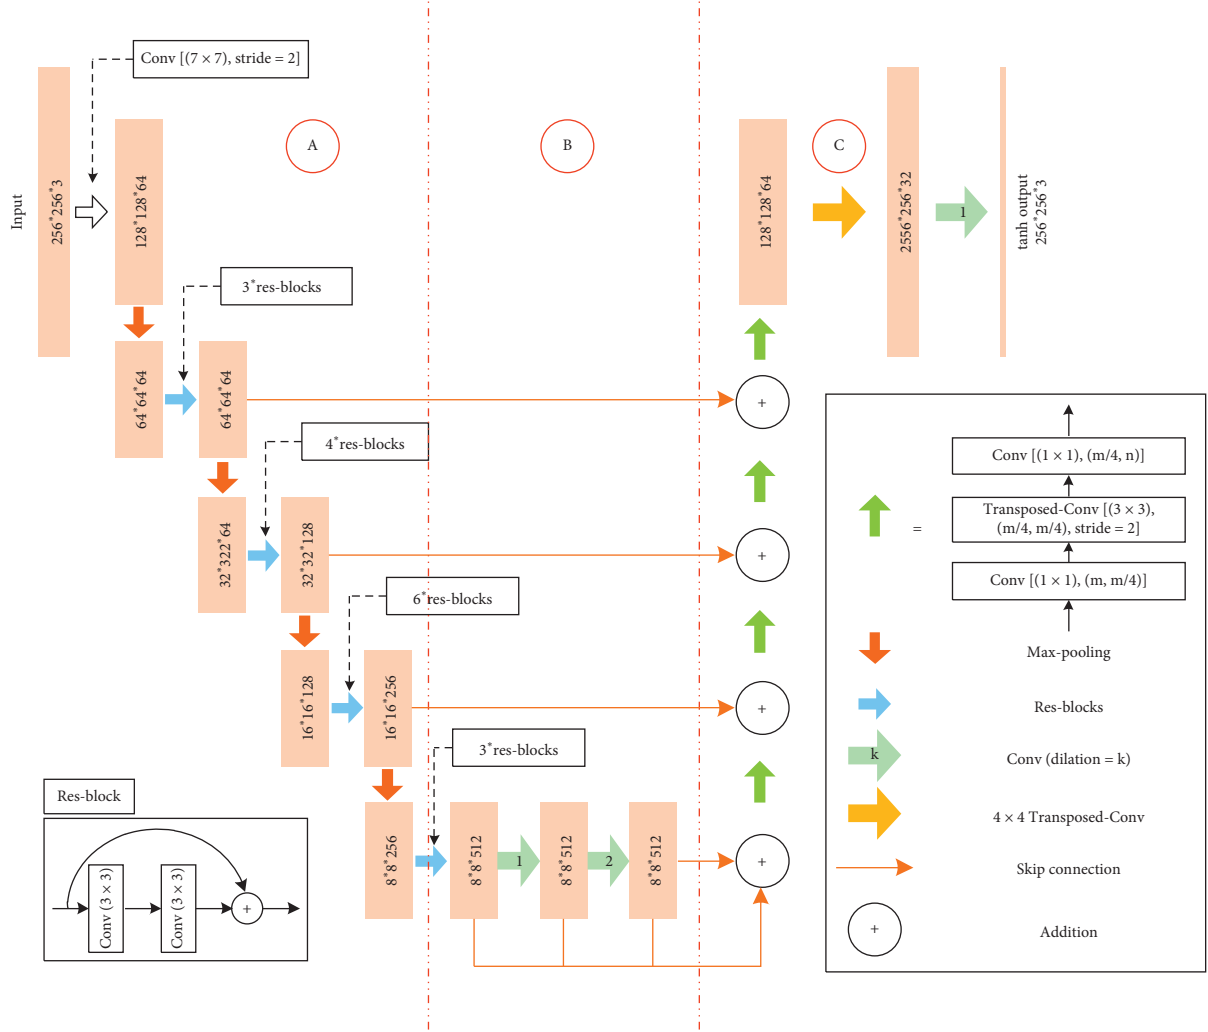 Conv [(7 × 7), stride = 2]
A
B
C
Input
256*256*3
128*128*64
3*res-blocks
64*64*64
64*64*64
4*res-blocks
32*322*64
32*32*128
6*res-blocks
16*16*128
16*16*256
3*res-blocks
8*8*256
8*8*512
1
8*8*512
2
8*8*512
+
+
+
+
128*128*64
2556*256*32
1
tanh output
256*256*3
Res-block
Conv (3 × 3)
Conv (3 × 3)
+
Conv [(1 × 1), (m/4, n)]
=
Transposed-Conv [(3 × 3),
(m/4, m/4), stride = 2]
Conv [(1 × 1), (m, m/4)]
Max-pooling
Res-blocks
k
Conv (dilation = k)
4 × 4 Transposed-Conv
Skip connection
+
Addition